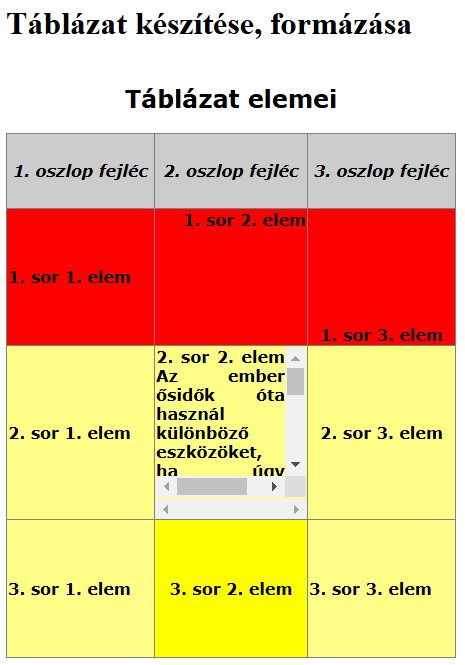 Táblázat készítése, formázása
Táblázat elemei
1. oszlop fejléc
2. oszlop fejléc
3. oszlop fejléc
1. sor 1. elem
1. sor 2. elem
1. sor 3. elem
2. sor 1. elem
2. sor 2. elem
Az ember
ősidők óta
használ
különböző
eszközöket,
ha úgy
2. sor 3. elem
3. sor 1. elem
3. sor 2. elem
3. sor 3. elem